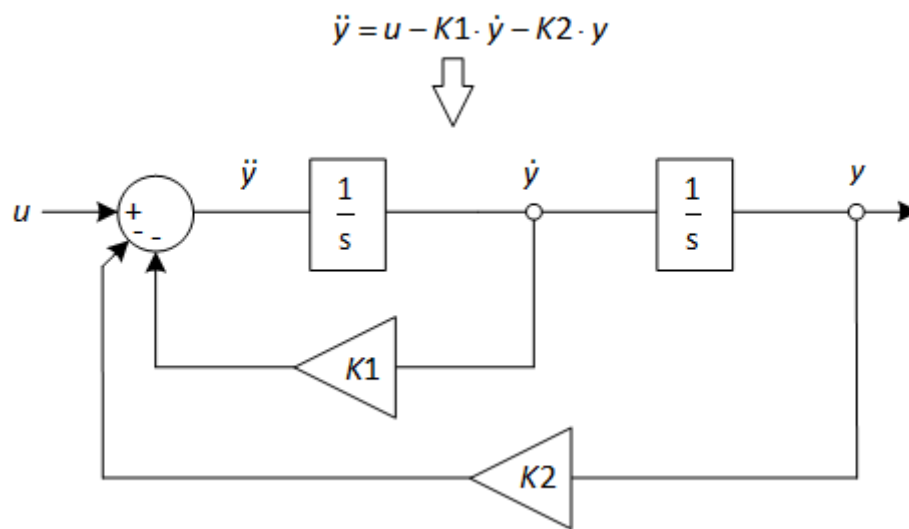 ÿ = u – K1 · ẏ – K2 · y
ÿ ẏ y
u + - - 1/s 1/s
K1
K2